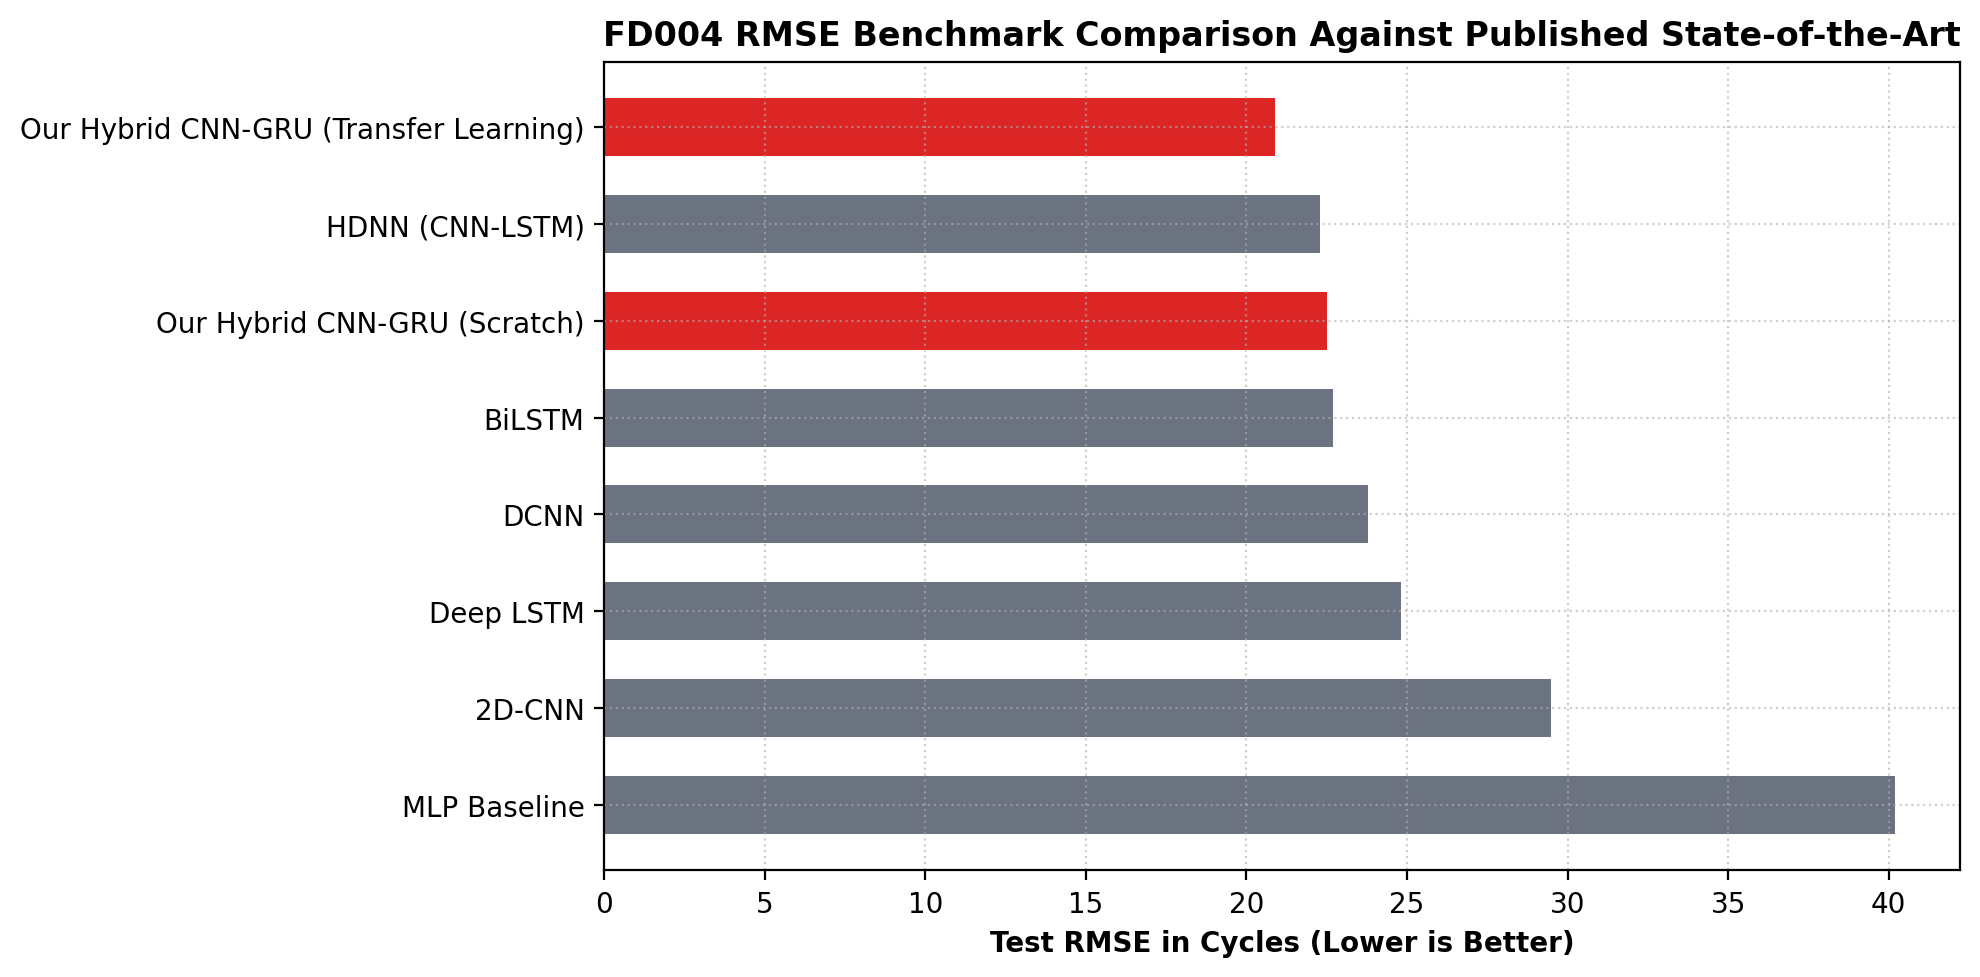 FD004 RMSE Benchmark Comparison Against Published State-of-the-Art
Our Hybrid CNN-GRU (Transfer Learning)
HDNN (CNN-LSTM)
Our Hybrid CNN-GRU (Scratch)
BiLSTM
DCNN
Deep LSTM
2D-CNN
MLP Baseline
0 5 10 15 20 25 30 35 40
Test RMSE in Cycles (Lower is Better)